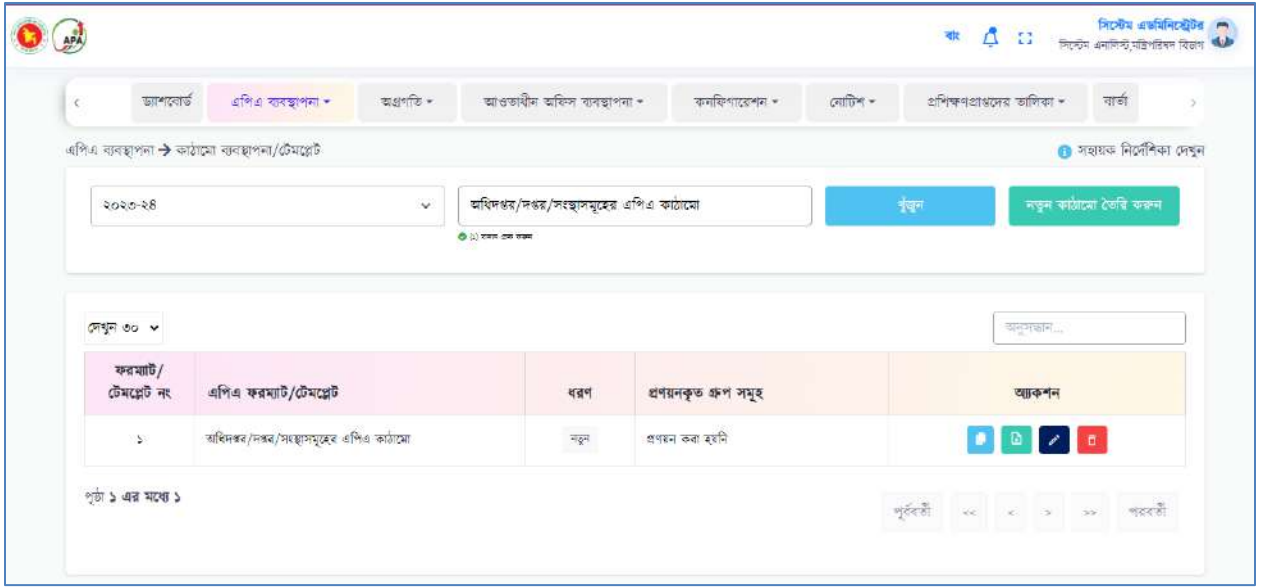 APA
বাং
সিস্টেম এডমিনিস্ট্রেটর
সিস্টেম এনালিস্ট,মন্ত্রিপরিষদ বিভাগ
ড্যাশবোর্ড এপিএ ব্যবস্থাপনা অগ্রগতি আওতাধীন অফিস ব্যবস্থাপনা কনফিগারেশন নোটিশ প্রশিক্ষণপ্রাপ্তদের তালিকা বার্তা
এপিএ ব্যবস্থাপনা → কাঠামো ব্যবস্থাপনা/টেমপ্লেট সহায়ক নির্দেশিকা দেখুন
২০২৩-২৪ অধিদপ্তর/দপ্তর/সংস্থাসমূহের এপিএ কাঠামো খুঁজুন নতুন কাঠামো তৈরি করুন
দেখুন ৩০ অনুসন্ধান...
ফরম্যাট/
টেমপ্লেট নং এপিএ ফরম্যাট/টেমপ্লেট ধরণ প্রণয়নকৃত গ্রুপ সমূহ অ্যাকশন
১ অধিদপ্তর/দপ্তর/সংস্থাসমূহের এপিএ কাঠামো নতুন প্রণয়ন করা হয়নি
পৃষ্ঠা ১ এর মধ্যে ১
পূর্ববর্তী << < > >> পরবর্তী